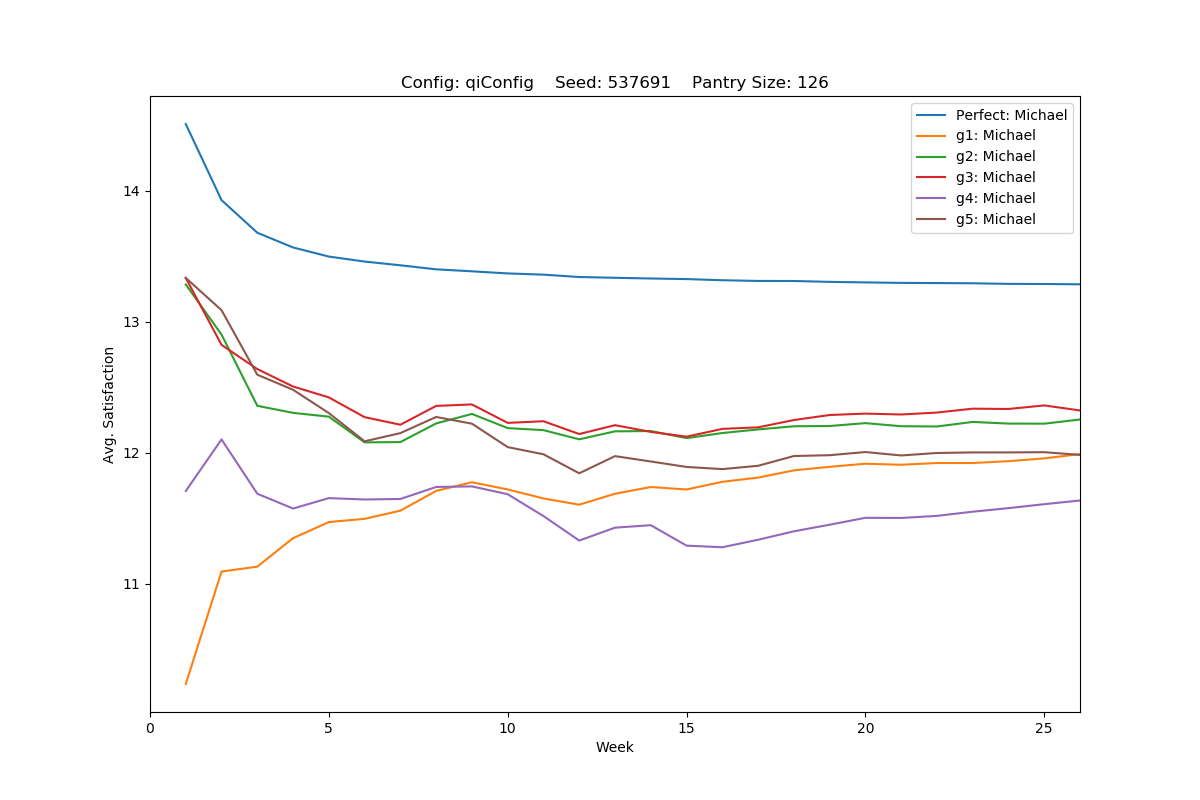 Config: qiConfig    Seed: 537691    Pantry Size: 126
Perfect: Michael
g1: Michael
g2: Michael
g3: Michael
g4: Michael
g5: Michael
14
13
12
11
Avg. Satisfaction
0 5 10 15 20 25
Week